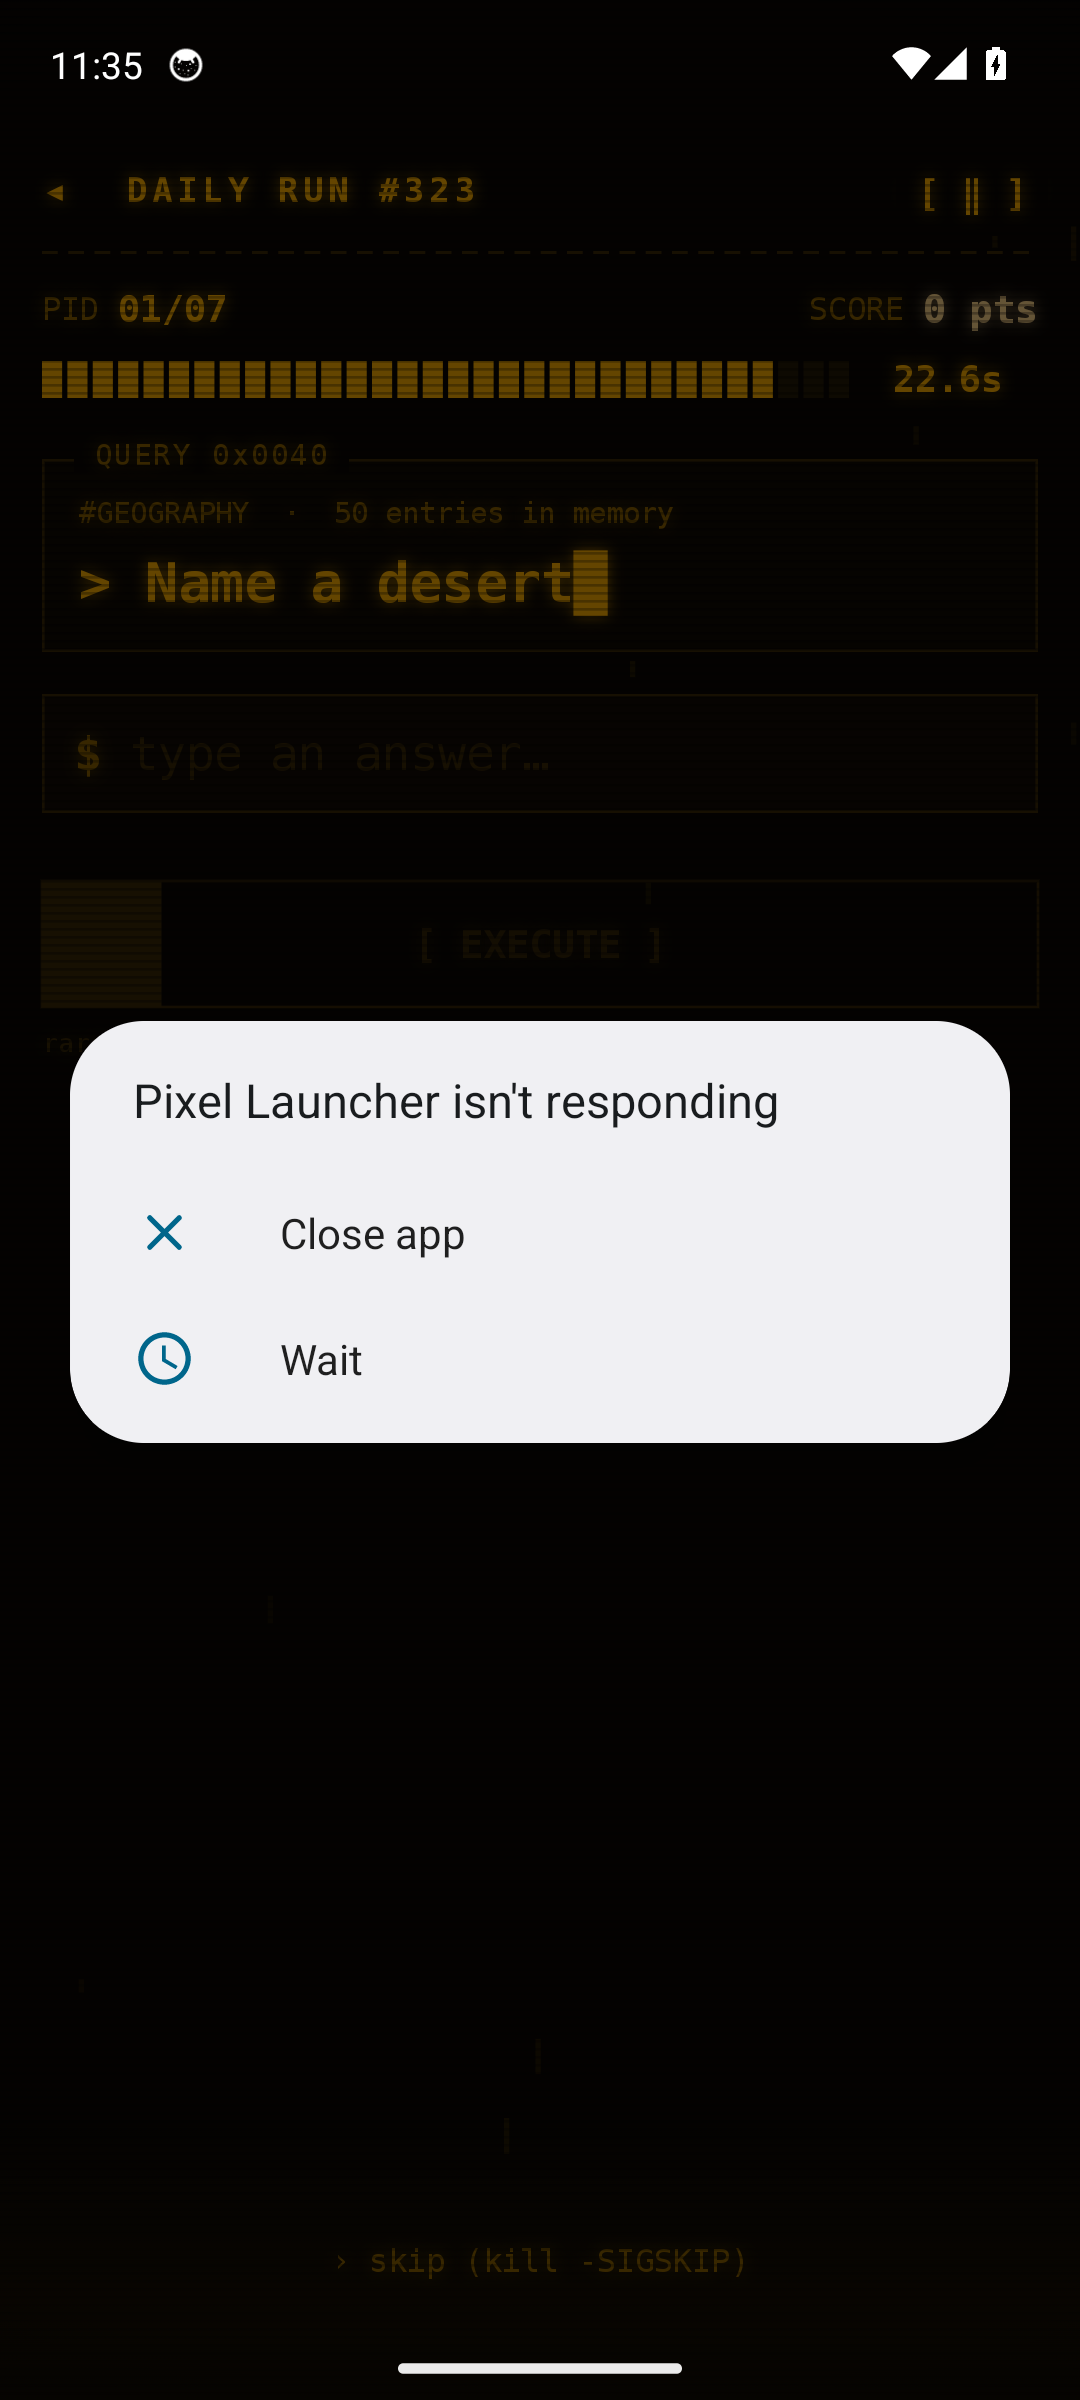 11:35
◂ DAILY RUN #323 [ ‖ ]
PID 01/07 SCORE 0 pts
22.6s
QUERY 0x0040
#GEOGRAPHY · 50 entries in memory
> Name a desert
$ type an answer…
[ EXECUTE ]
Pixel Launcher isn't responding
Close app
Wait
› skip (kill -SIGSKIP)